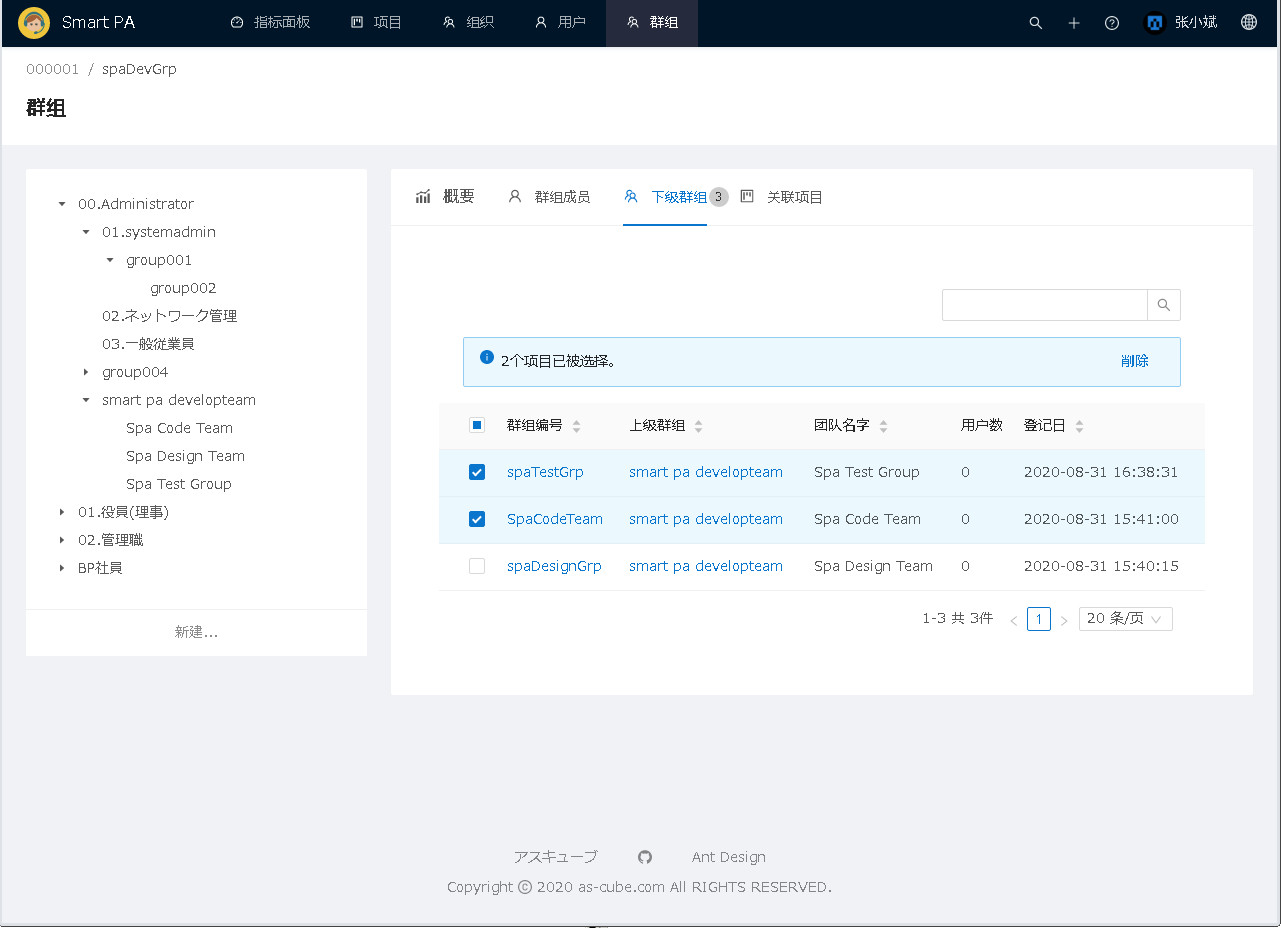 Smart PA 指标面板 项目 组织 用户 群组 张小斌
000001 / spaDevGrp
群组
00.Administrator
01.systemadmin
group001
group002
02.ネットワーク管理
03.一般従業員
group004
smart pa developteam
Spa Code Team
Spa Design Team
Spa Test Group
01.役員(理事)
02.管理職
BP社員
新建...
概要 群组成员 下级群组 3 关联项目
2个项目已被选择。 削除
群组编号 上级群组 团队名字 用户数 登记日
spaTestGrp smart pa developteam Spa Test Group 0 2020-08-31 16:38:31
SpaCodeTeam smart pa developteam Spa Code Team 0 2020-08-31 15:41:00
spaDesignGrp smart pa developteam Spa Design Team 0 2020-08-31 15:40:15
1-3 共 3件 < 1 > 20 条/页
アスキューブ Ant Design
Copyright © 2020 as-cube.com All RIGHTS RESERVED.